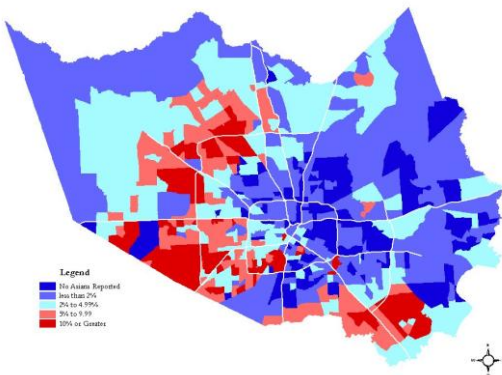 Legend
No Asians Reported
less than 2%
2% to 4.99%
5% to 9.99
10% or Greater